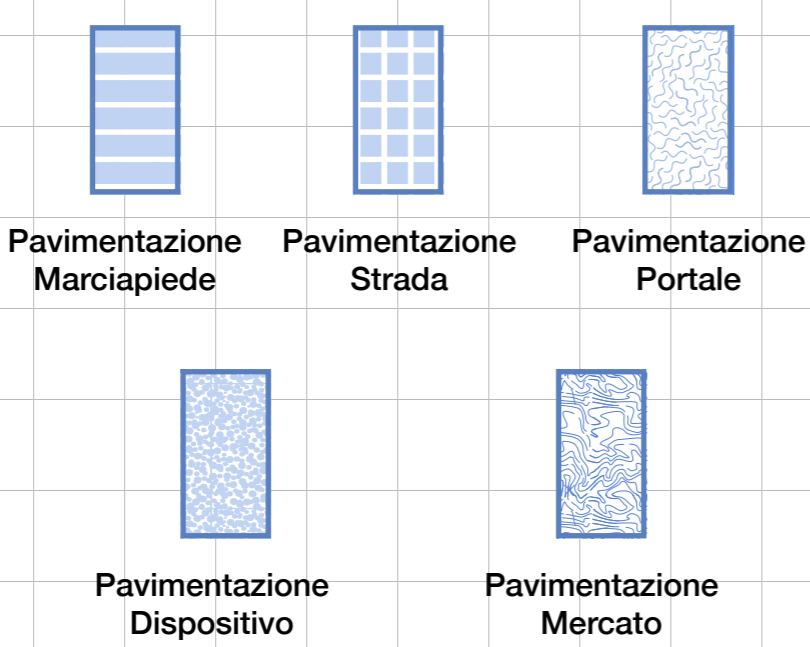 Pavimentazione
Marciapiede
Pavimentazione
Strada
Pavimentazione
Portale
Pavimentazione
Dispositivo
Pavimentazione
Mercato